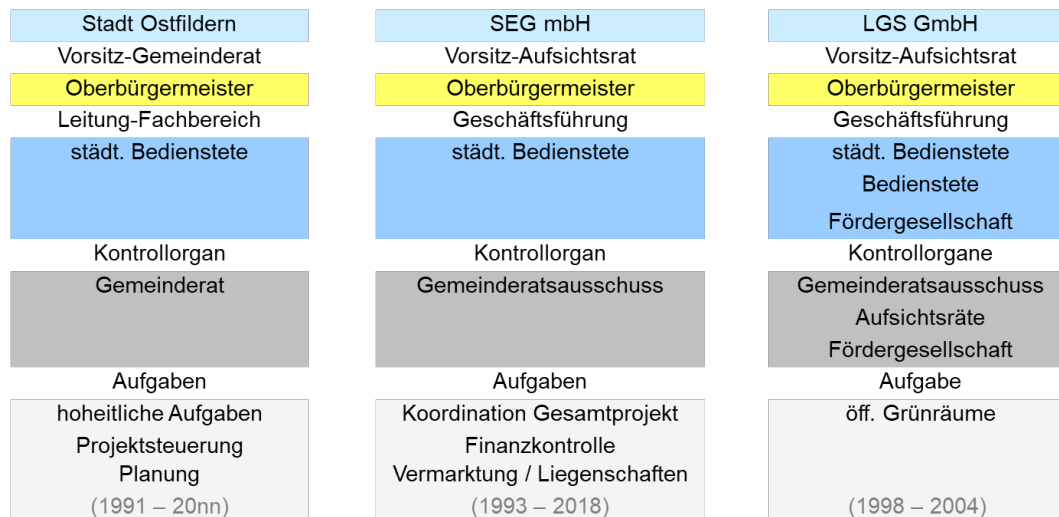 Stadt Ostfildern
Vorsitz-Gemeinderat
Oberbürgermeister
Leitung-Fachbereich
städt. Bedienstete
Kontrollorgan
Gemeinderat
Aufgaben
hoheitliche Aufgaben
Projektsteuerung
Planung
(1991 – 20nn)
SEG mbH
Vorsitz-Aufsichtsrat
Oberbürgermeister
Geschäftsführung
städt. Bedienstete
Kontrollorgan
Gemeinderatsausschuss
Aufgaben
Koordination Gesamtprojekt
Finanzkontrolle
Vermarktung / Liegenschaften
(1993 – 2018)
LGS GmbH
Vorsitz-Aufsichtsrat
Oberbürgermeister
Geschäftsführung
städt. Bedienstete
Bedienstete
Fördergesellschaft
Kontrollorgane
Gemeinderatsausschuss
Aufsichtsräte
Fördergesellschaft
Aufgabe
öff. Grünräume
(1998 – 2004)